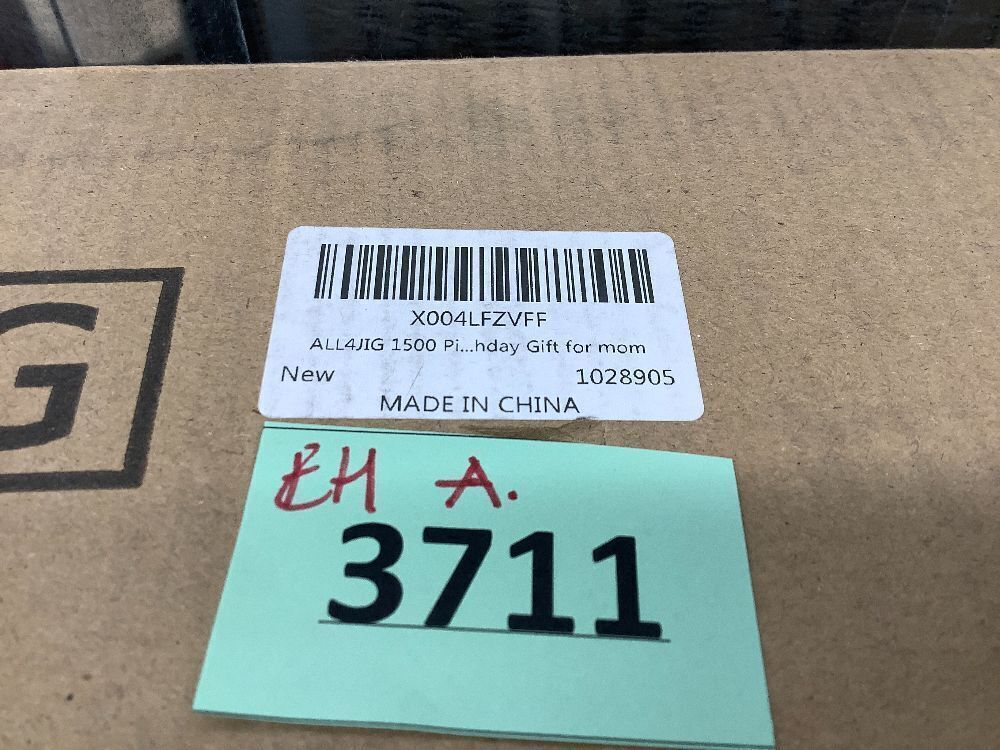 G
X004LFZVFF
ALL4JIG 1500 Pi...hday Gift for mom
New 1028905
MADE IN CHINA
EH A.
3711